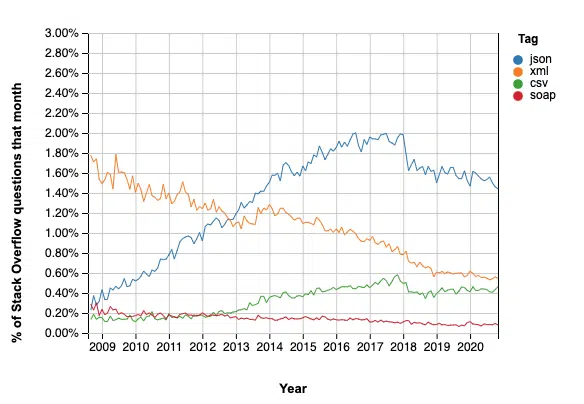 % of Stack Overflow questions that month
3.00%
2.80%
2.60%
2.40%
2.20%
2.00%
1.80%
1.60%
1.40%
1.20%
1.00%
0.80%
0.60%
0.40%
0.20%
0.00%
2009 2010 2011 2012 2013 2014 2015 2016 2017 2018 2019 2020
Year
Tag
json
xml
csv
soap